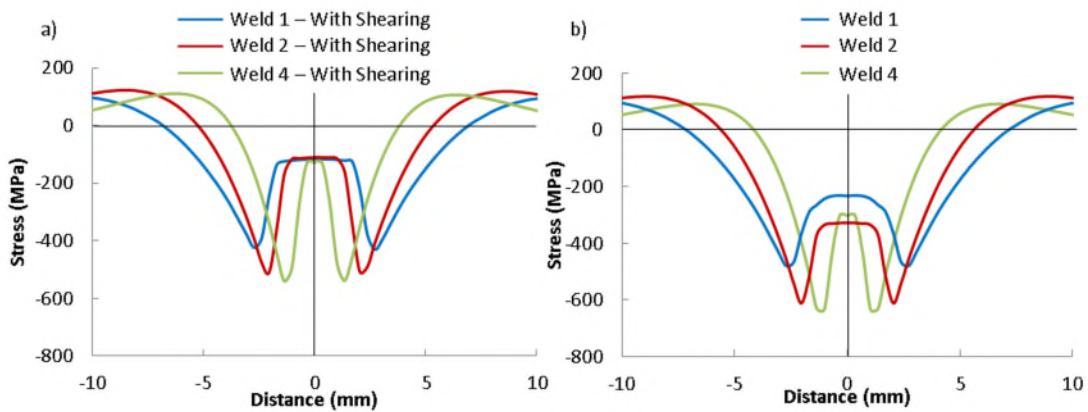 a)
Weld 1 – With Shearing
Weld 2 – With Shearing
Weld 4 – With Shearing
200
0
-200
-400
-600
-800
Stress (MPa)
-10
-5
0
5
10
Distance (mm)
b)
Weld 1
Weld 2
Weld 4
200
0
-200
-400
-600
-800
Stress (MPa)
-10
-5
0
5
10
Distance (mm)